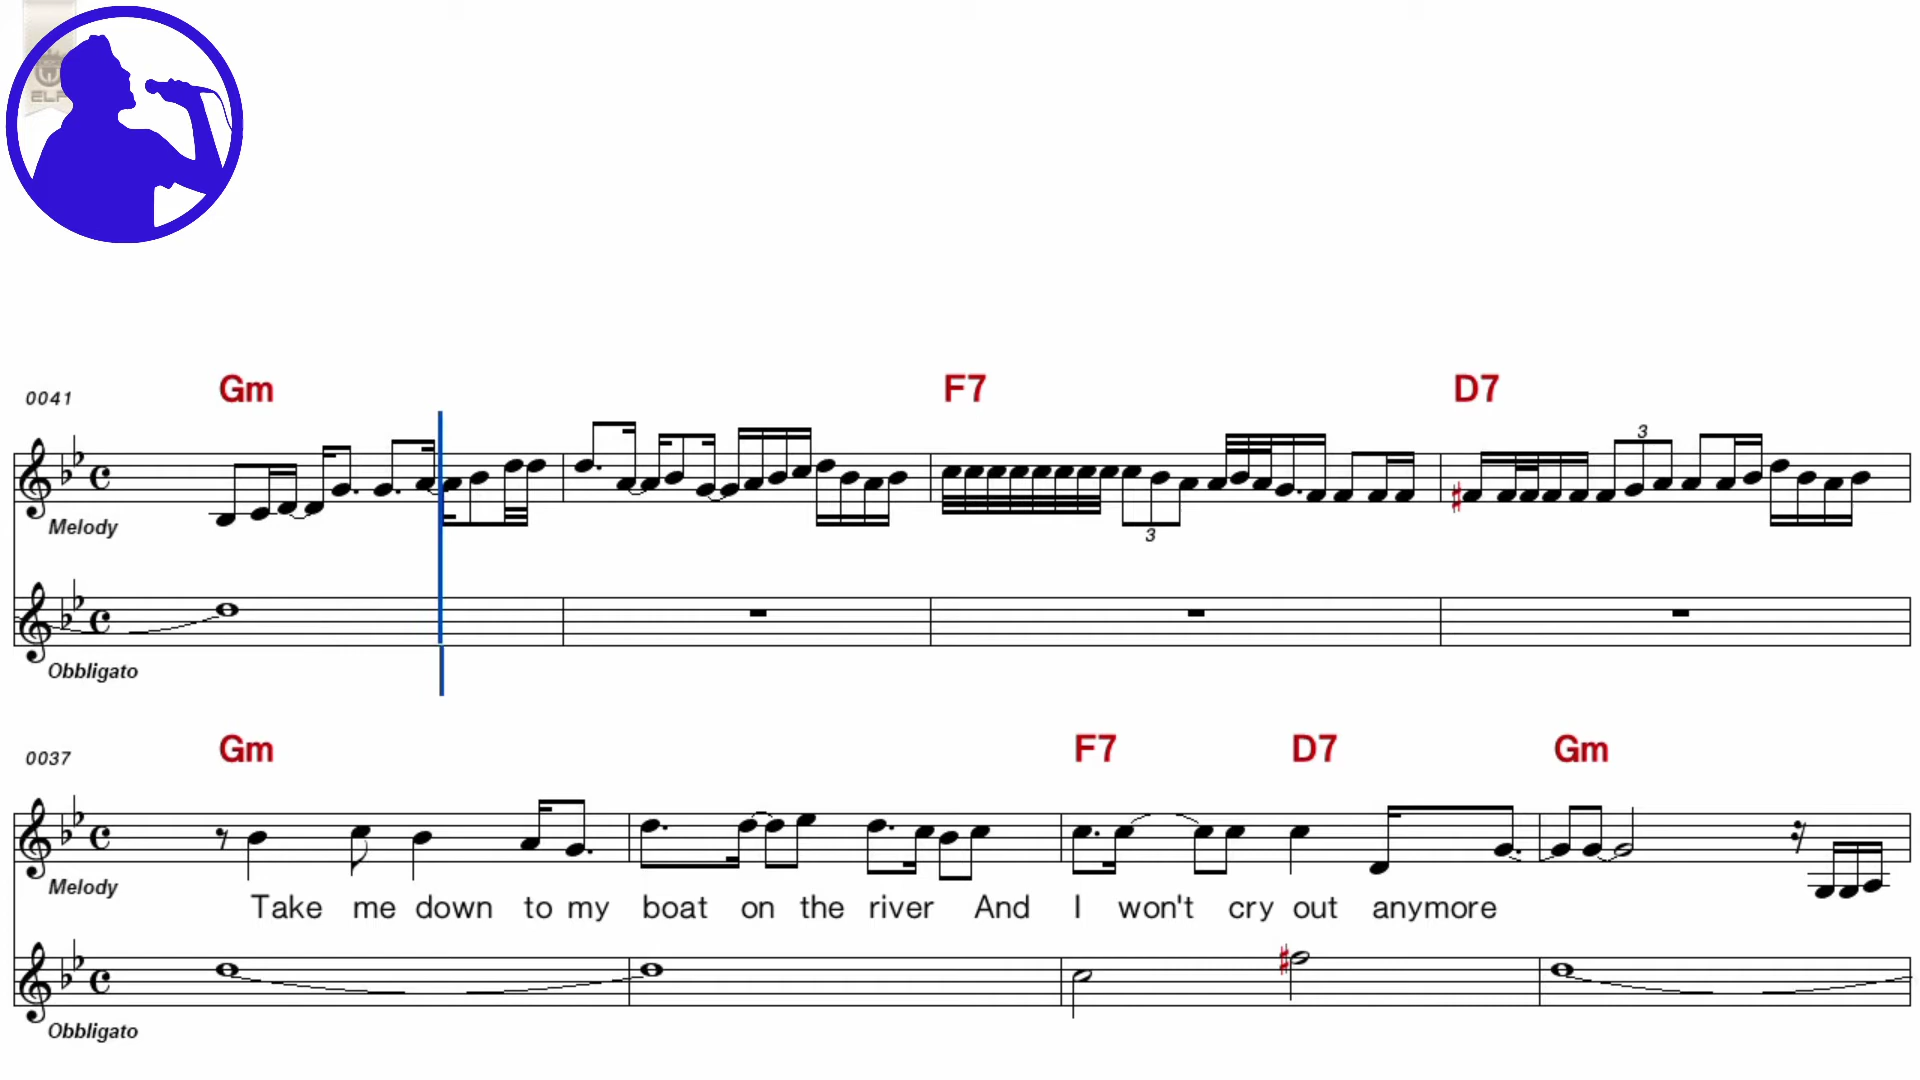 ELF
0041 Gm F7 D7
3
Melody
3
Obbligato
0037 Gm F7 D7 Gm
Melody
Take me down to my boat on the river And I won't cry out anymore
Obbligato